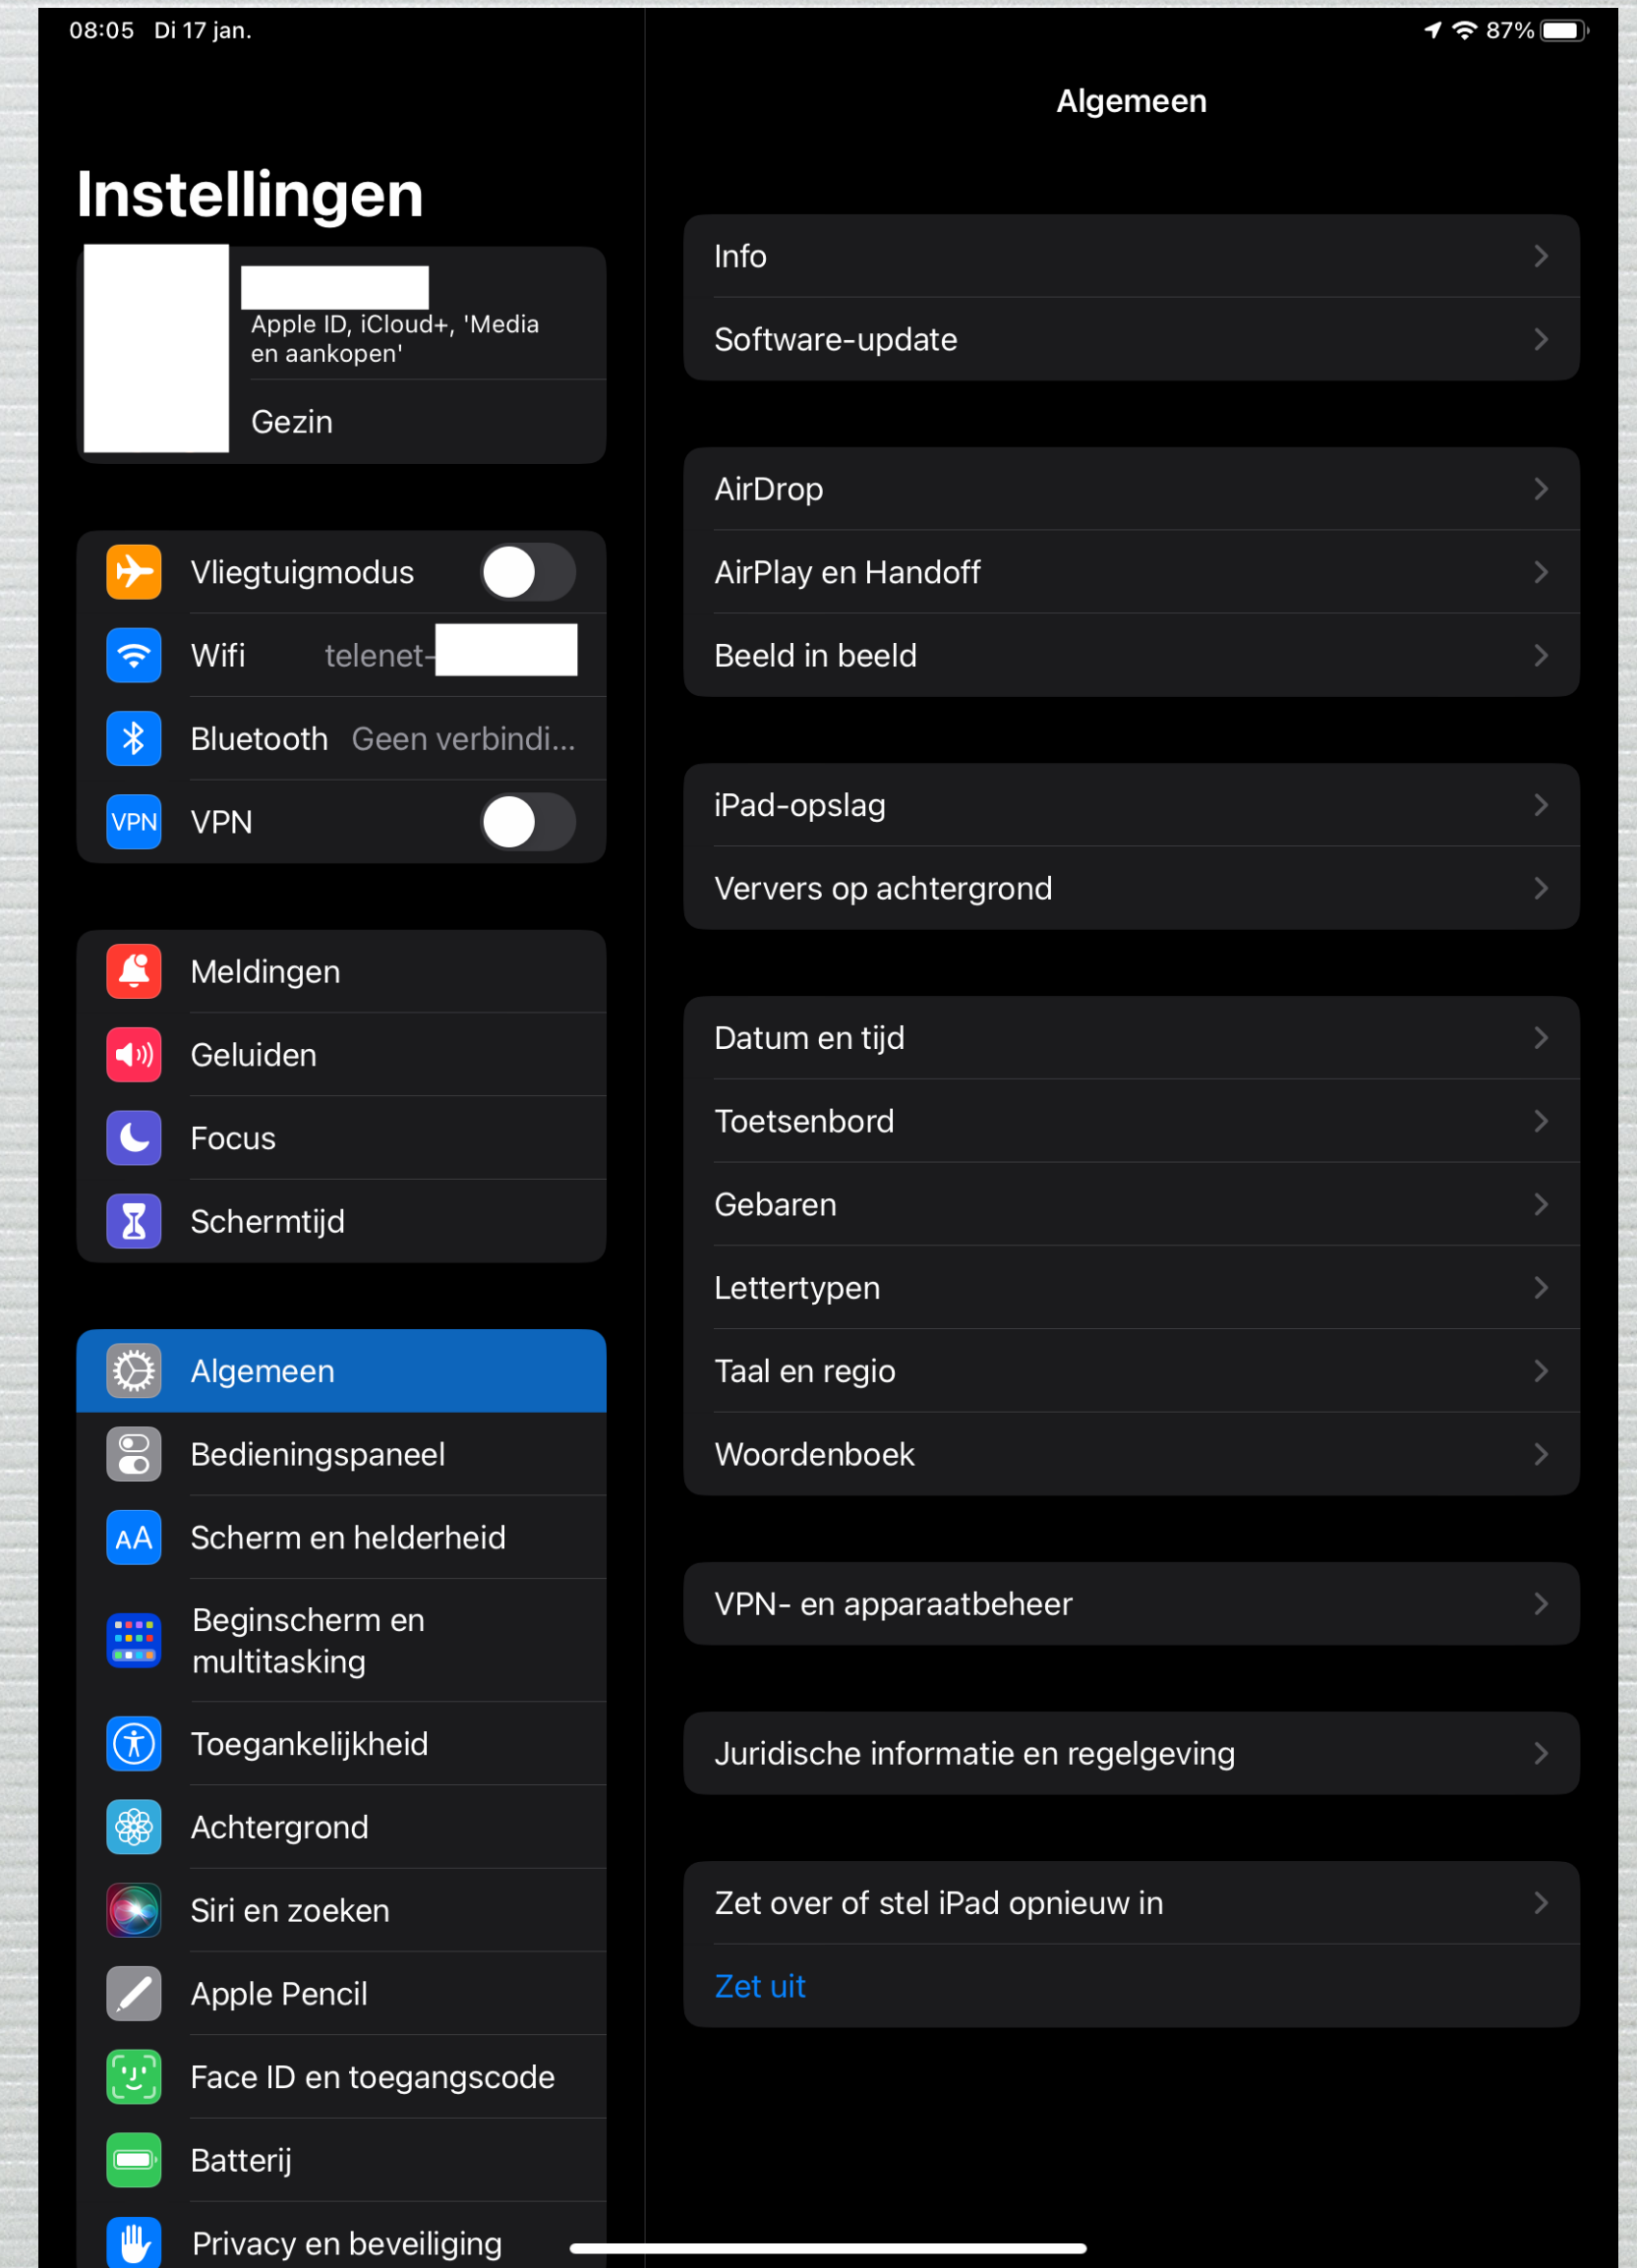 08:05 Di 17 jan.
87%
Instellingen
Apple ID, iCloud+, 'Media
en aankopen'
Gezin
Vliegtuigmodus
Wifi telenet-
Bluetooth Geen verbindi...
VPN VPN
Meldingen
Geluiden
Focus
Schermtijd
Algemeen
Bedieningspaneel
AA Scherm en helderheid
Beginscherm en
multitasking
Toegankelijkheid
Achtergrond
Siri en zoeken
Apple Pencil
Face ID en toegangscode
Batterij
Privacy en beveiliging
Algemeen
Info
Software-update
AirDrop
AirPlay en Handoff
Beeld in beeld
iPad-opslag
Ververs op achtergrond
Datum en tijd
Toetsenbord
Gebaren
Lettertypen
Taal en regio
Woordenboek
VPN- en apparaatbeheer
Juridische informatie en regelgeving
Zet over of stel iPad opnieuw in
Zet uit